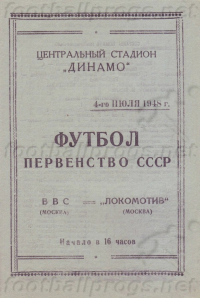 ЦЕНТРАЛЬНЫЙ СТАДИОН
„ДИНАМО“
4-го ИЮЛЯ 1948 г.
ФУТБОЛ
ПЕРВЕНСТВО СССР
ВВС — „ЛОКОМОТИВ“
(МОСКВА) (МОСКВА)
Начало в 16 часов